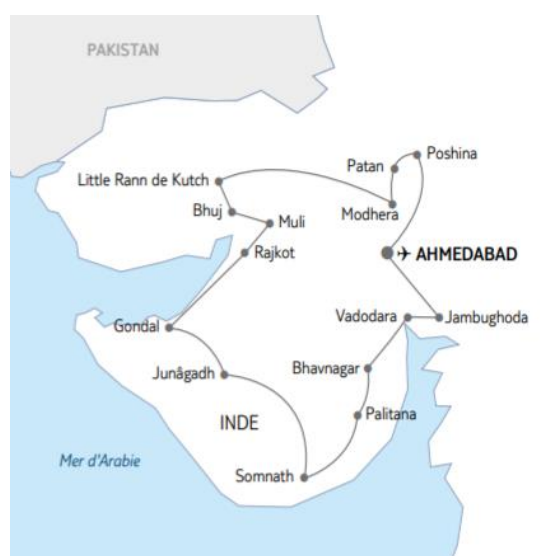 PAKISTAN
Poshina
Patan
Little Rann de Kutch
Modhera
Bhuj
Muli
Rajkot
AHMEDABAD
Vadodara
Jambughoda
Gondal
Bhavnagar
Junâgadh
Palitana
INDE
Mer d'Arabie
Somnath